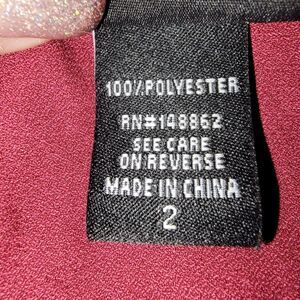 100% POLYESTER
RN#148862
SEE CARE
ON REVERSE
MADE IN CHINA
2